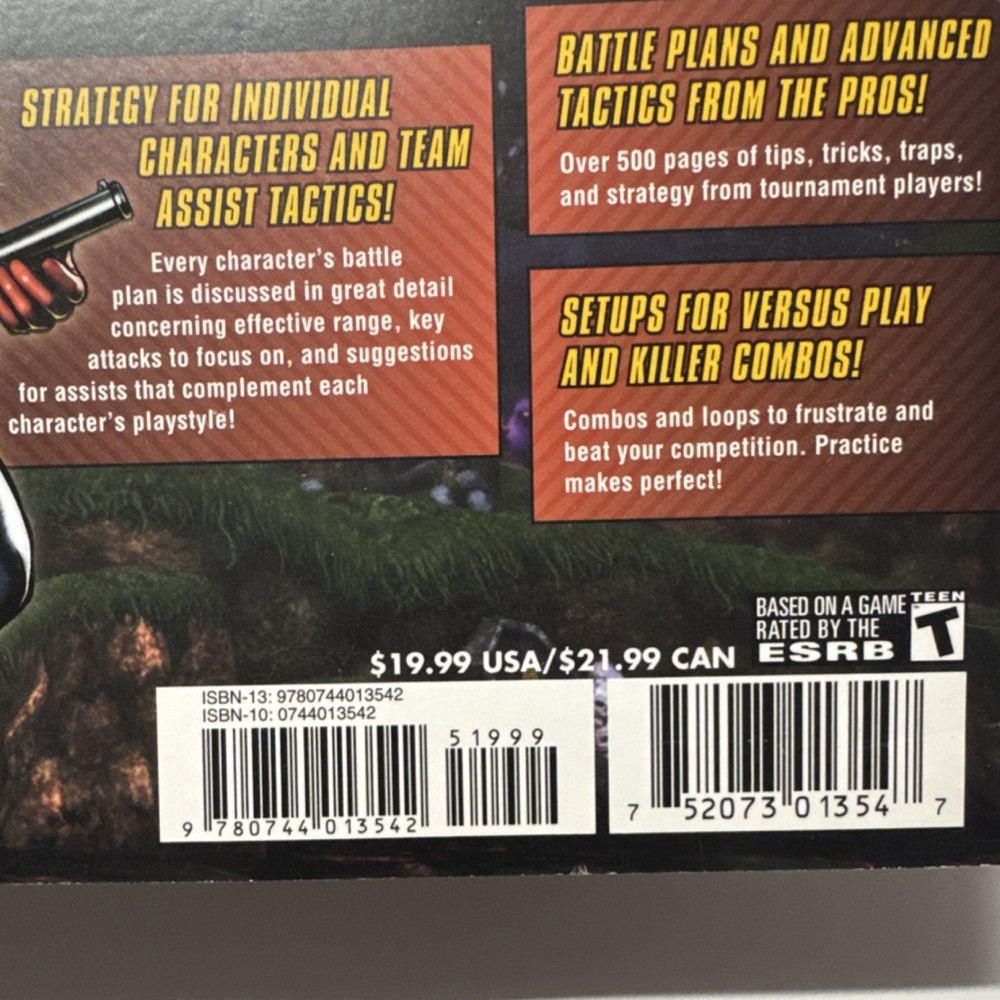 STRATEGY FOR INDIVIDUAL
CHARACTERS AND TEAM
ASSIST TACTICS!
Every character's battle
plan is discussed in great detail
concerning effective range, key
attacks to focus on, and suggestions
for assists that complement each
character's playstyle!
BATTLE PLANS AND ADVANCED
TACTICS FROM THE PROS!
Over 500 pages of tips, tricks, traps,
and strategy from tournament players!
SETUPS FOR VERSUS PLAY
AND KILLER COMBOS!
Combos and loops to frustrate and
beat your competition. Practice
makes perfect!
BASED ON A GAME
RATED BY THE
ESRB
TEEN
T
$19.99 USA/$21.99 CAN
ISBN-13: 9780744013542
ISBN-10: 0744013542
51999
9 780744 013542
7 52073 01354 7